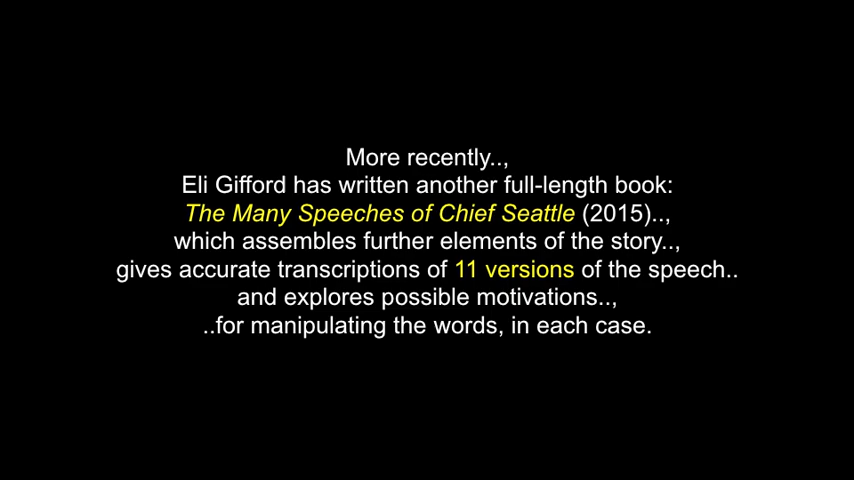 More recently..,
Eli Gifford has written another full-length book:
The Many Speeches of Chief Seattle (2015)..,
which assembles further elements of the story..,
gives accurate transcriptions of 11 versions of the speech..
and explores possible motivations..,
..for manipulating the words, in each case.